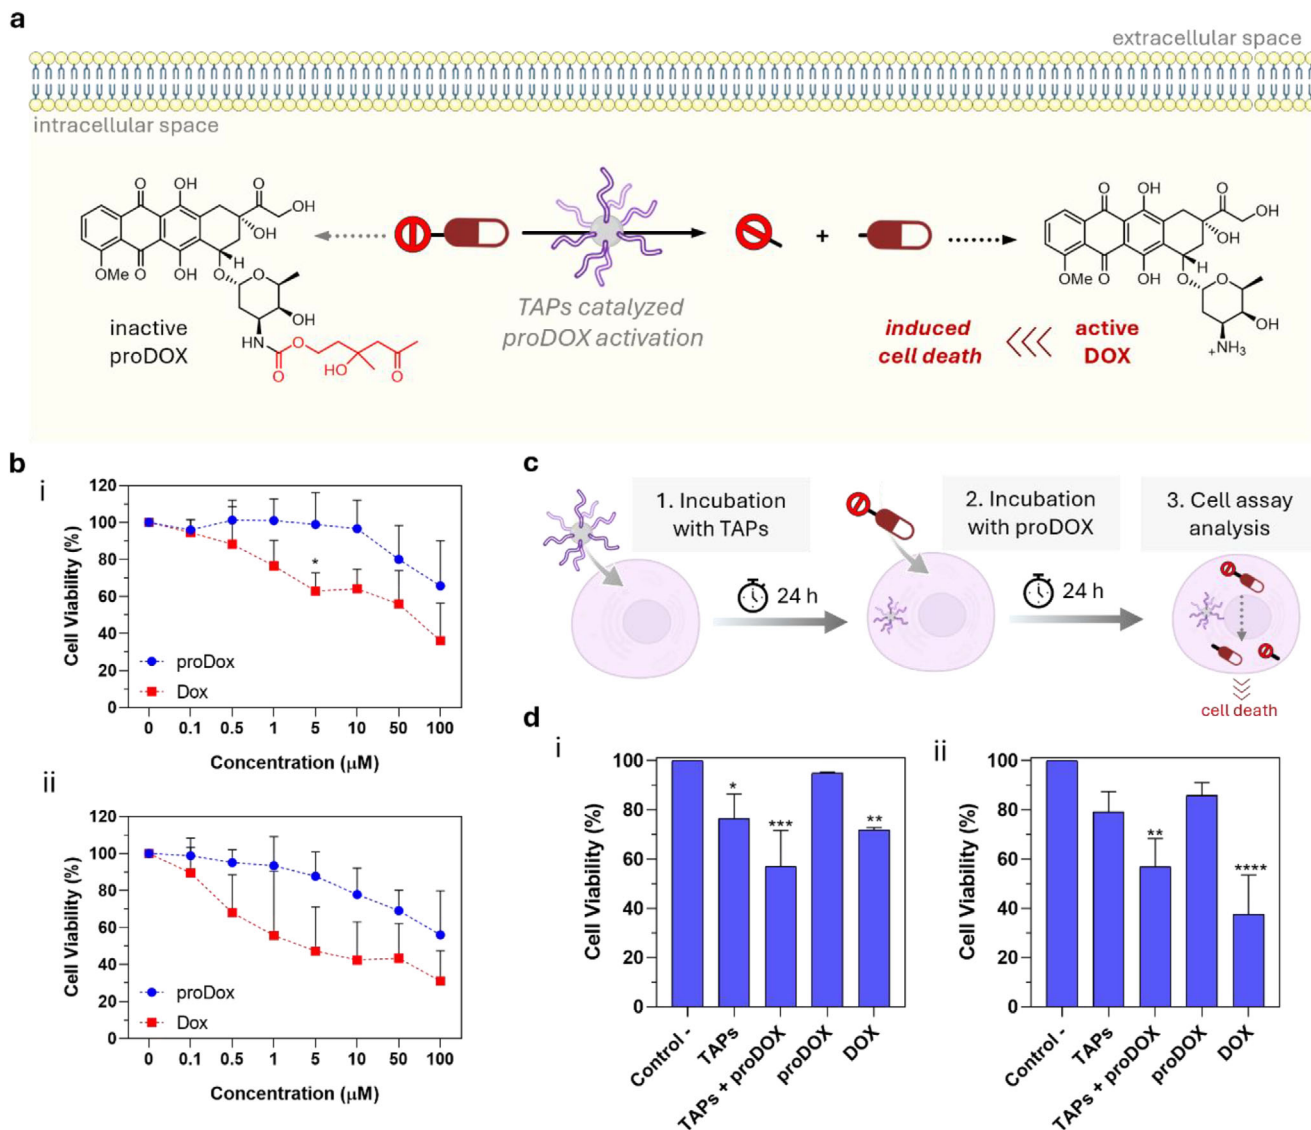 a
extracellular space
intracellular space
O
OH
O
OH
OH
OMe
O
OH
O
H
O
OH
HN
O
O
HO
O
inactive
proDOX
TAPs catalyzed
proDOX activation
+
induced
cell death
active
DOX
O
OH
O
OH
OH
OMe
O
OH
O
H
O
OH
+NH3
b
i
120
100
80
60
40
20
0
Cell Viability (%)
*
proDox
Dox
0 0.1 0.5 1 5 10 50 100
Concentration (μM)
ii
120
100
80
60
40
20
0
Cell Viability (%)
proDox
Dox
0 0.1 0.5 1 5 10 50 100
Concentration (μM)
c
1. Incubation
with TAPs
24 h
2. Incubation
with proDOX
24 h
3. Cell assay
analysis
cell death
d
i
100
80
60
40
20
0
Cell Viability (%)
*
***
**
Control -
TAPs
TAPs + proDOX
proDOX
DOX
ii
100
80
60
40
20
0
Cell Viability (%)
**
****
Control -
TAPs
TAPs + proDOX
proDOX
DOX